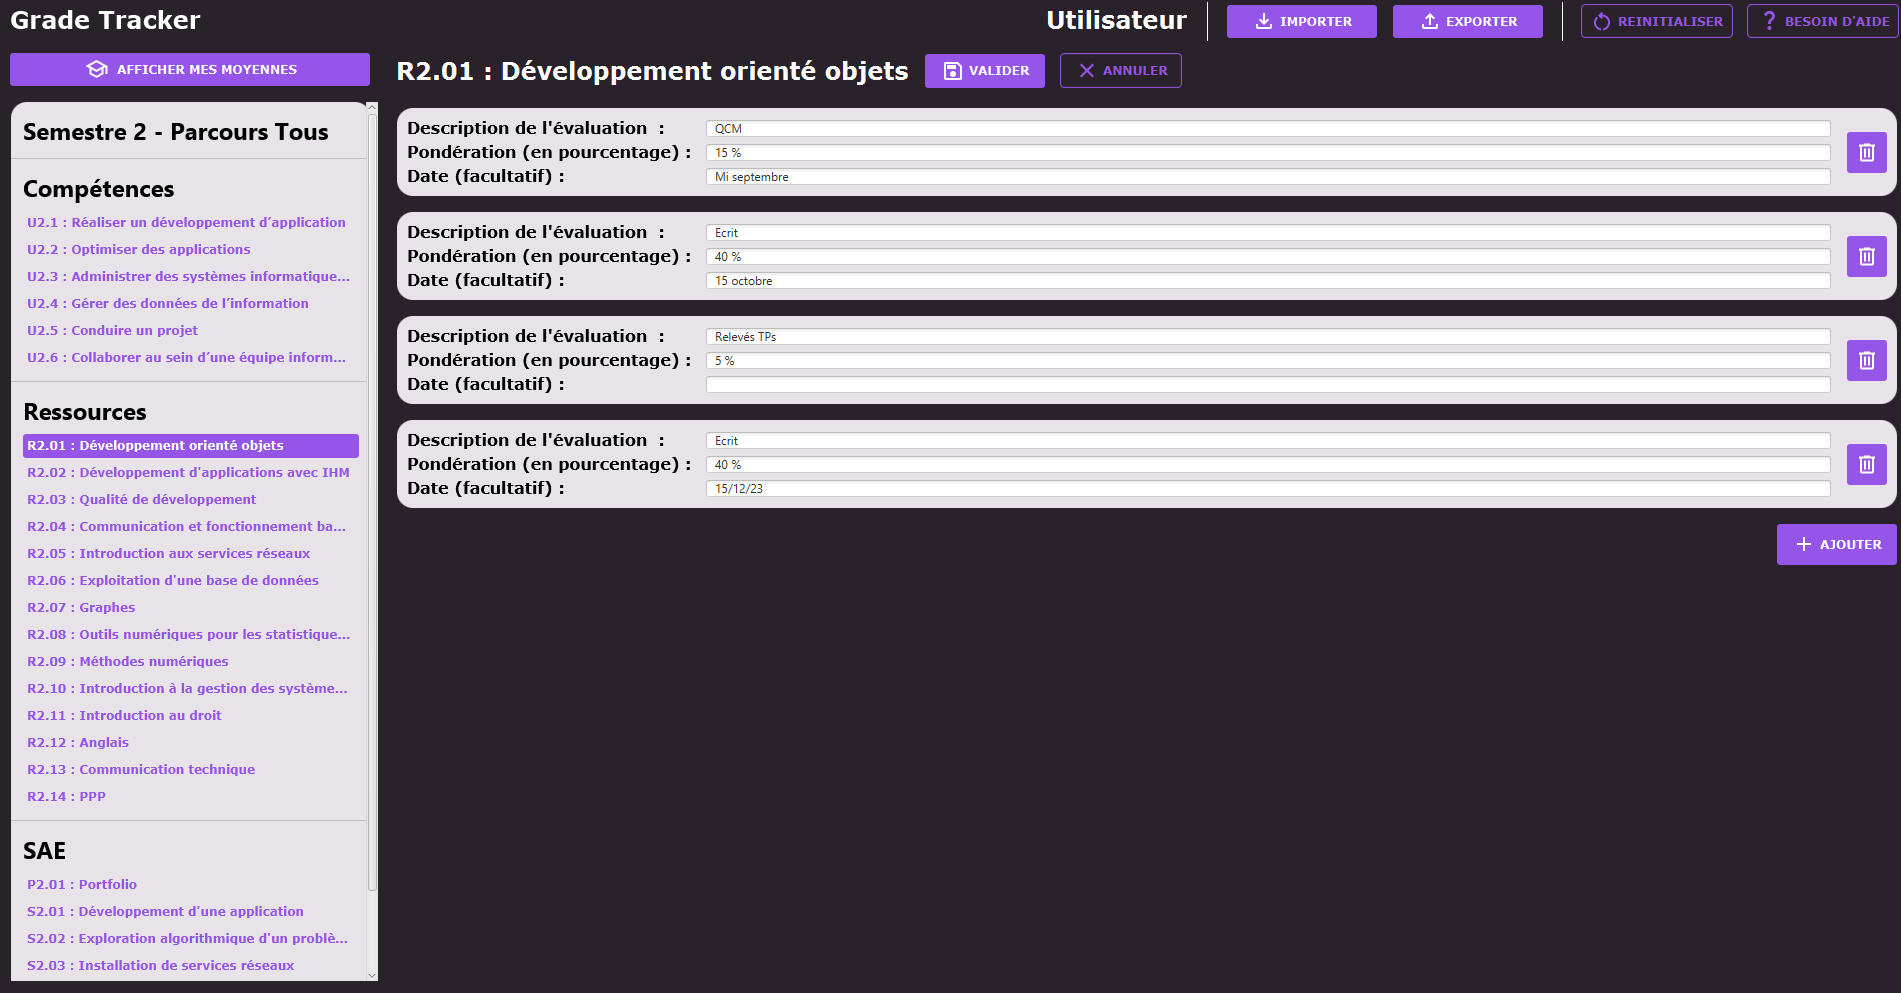 Grade Tracker
Utilisateur
IMPORTER
EXPORTER
REINITIALISER
? BESOIN D'AIDE
AFFICHER MES MOYENNES
Semestre 2 - Parcours Tous
Compétences
U2.1 : Réaliser un développement d’application
U2.2 : Optimiser des applications
U2.3 : Administrer des systèmes informatique...
U2.4 : Gérer des données de l’information
U2.5 : Conduire un projet
U2.6 : Collaborer au sein d’une équipe inform...
Ressources
R2.01 : Développement orienté objets
R2.02 : Développement d'applications avec IHM
R2.03 : Qualité de développement
R2.04 : Communication et fonctionnement ba...
R2.05 : Introduction aux services réseaux
R2.06 : Exploitation d'une base de données
R2.07 : Graphes
R2.08 : Outils numériques pour les statistique...
R2.09 : Méthodes numériques
R2.10 : Introduction à la gestion des système...
R2.11 : Introduction au droit
R2.12 : Anglais
R2.13 : Communication technique
R2.14 : PPP
SAE
P2.01 : Portfolio
S2.01 : Développement d'une application
S2.02 : Exploration algorithmique d'un problè...
S2.03 : Installation de services réseaux
R2.01 : Développement orienté objets
VALIDER
ANNULER
Description de l'évaluation : QCM
Pondération (en pourcentage) : 15 %
Date (facultatif) : Mi septembre
Description de l'évaluation : Ecrit
Pondération (en pourcentage) : 40 %
Date (facultatif) : 15 octobre
Description de l'évaluation : Relevés TPs
Pondération (en pourcentage) : 5 %
Date (facultatif) :
Description de l'évaluation : Ecrit
Pondération (en pourcentage) : 40 %
Date (facultatif) : 15/12/23
AJOUTER